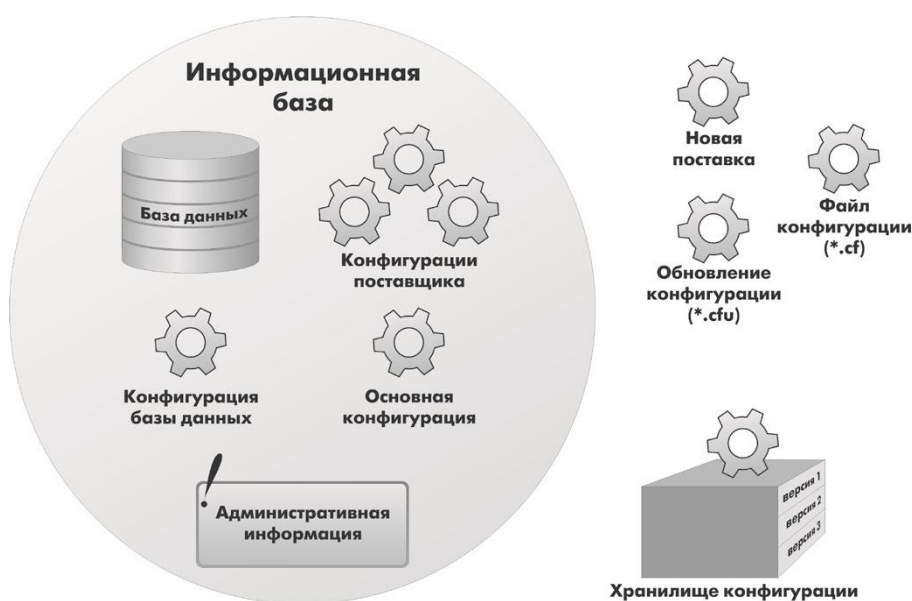 Информационная
база
База данных
Конфигурации
поставщика
Конфигурация
базы данных
Основная
конфигурация
Административная
информация
Новая
поставка
Файл
конфигурации
(*.cf)
Обновление
конфигурации
(*.cfu)
версия 1
версия 2
версия 3
Хранилище конфигурации